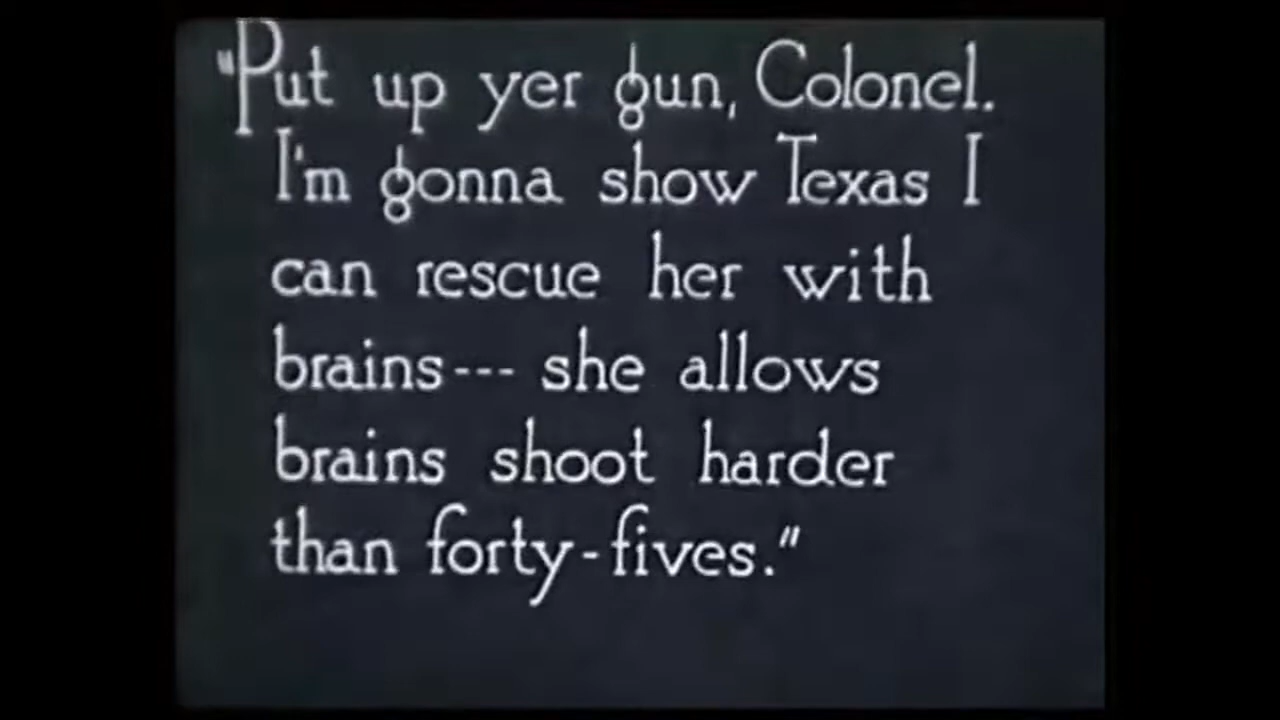 "Put up yer gun, Colonel.
I'm gonna show Texas I
can rescue her with
brains--- she allows
brains shoot harder
than forty-fives."